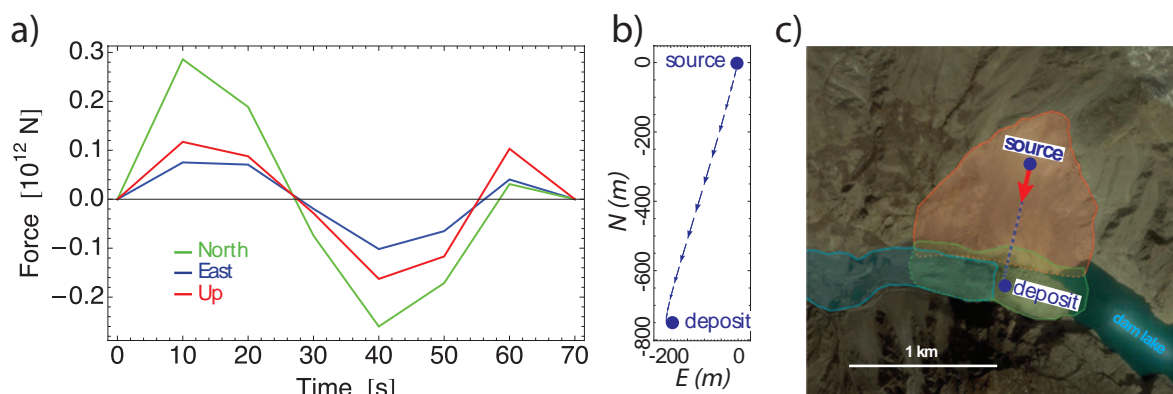 a)
Force [10^12 N]
0.3
0.2
0.1
0.0
−0.1
−0.2
North
East
Up
0 10 20 30 40 50 60 70
Time [s]
b)
N (m)
0
-200
-400
-600
-800
source
deposit
-200 0
E (m)
c)
source
deposit
dam lake
1 km